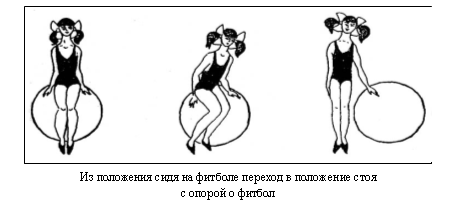 Из положения сидя на фитболе переход в положение стоя
с опорой о фитбол